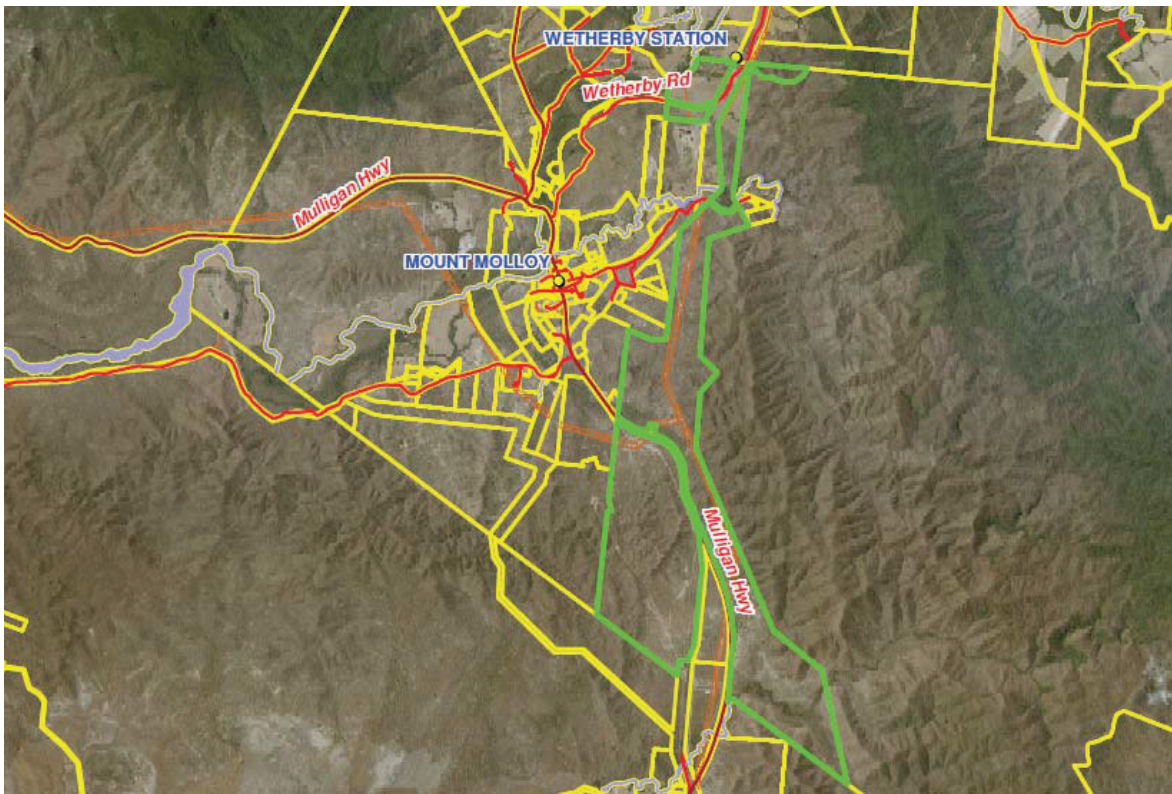 WETHERBY STATION
Wetherby Rd
Mulligan Hwy
MOUNT MOLLOY
Mulligan Hwy